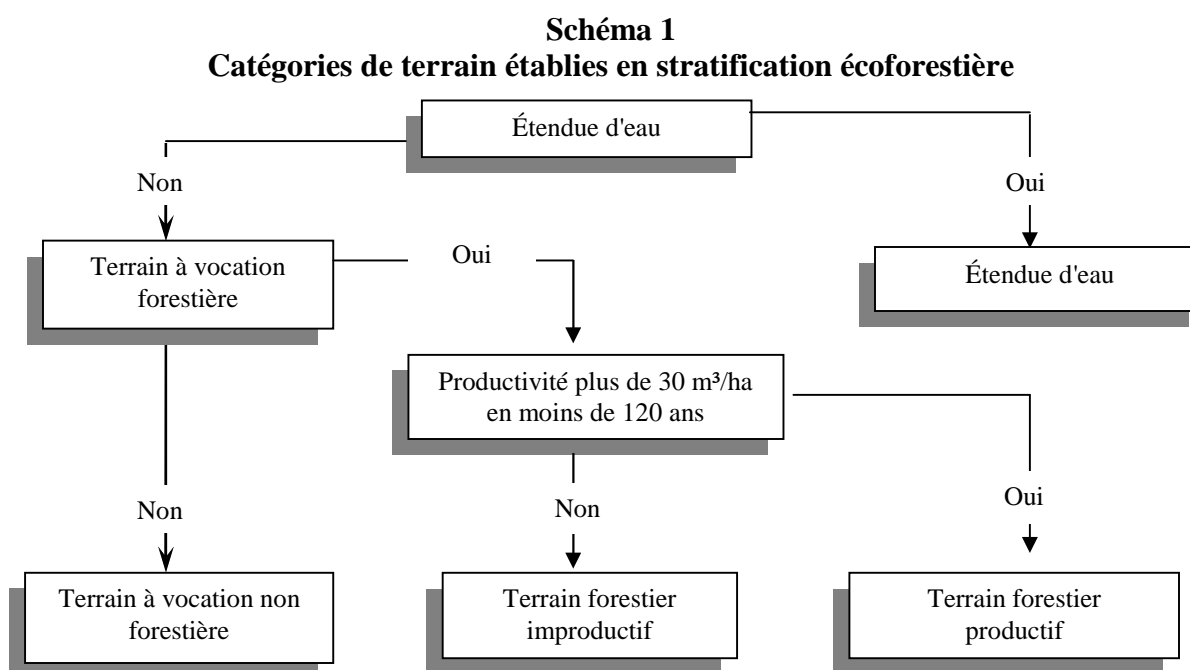 Schéma 1
Catégories de terrain établies en stratification écoforestière
Étendue d'eau
Non
Oui
Terrain à vocation
forestière
Oui
Étendue d'eau
Productivité plus de 30 m³/ha
en moins de 120 ans
Non
Non
Oui
Terrain à vocation non
forestière
Terrain forestier
improductif
Terrain forestier
productif